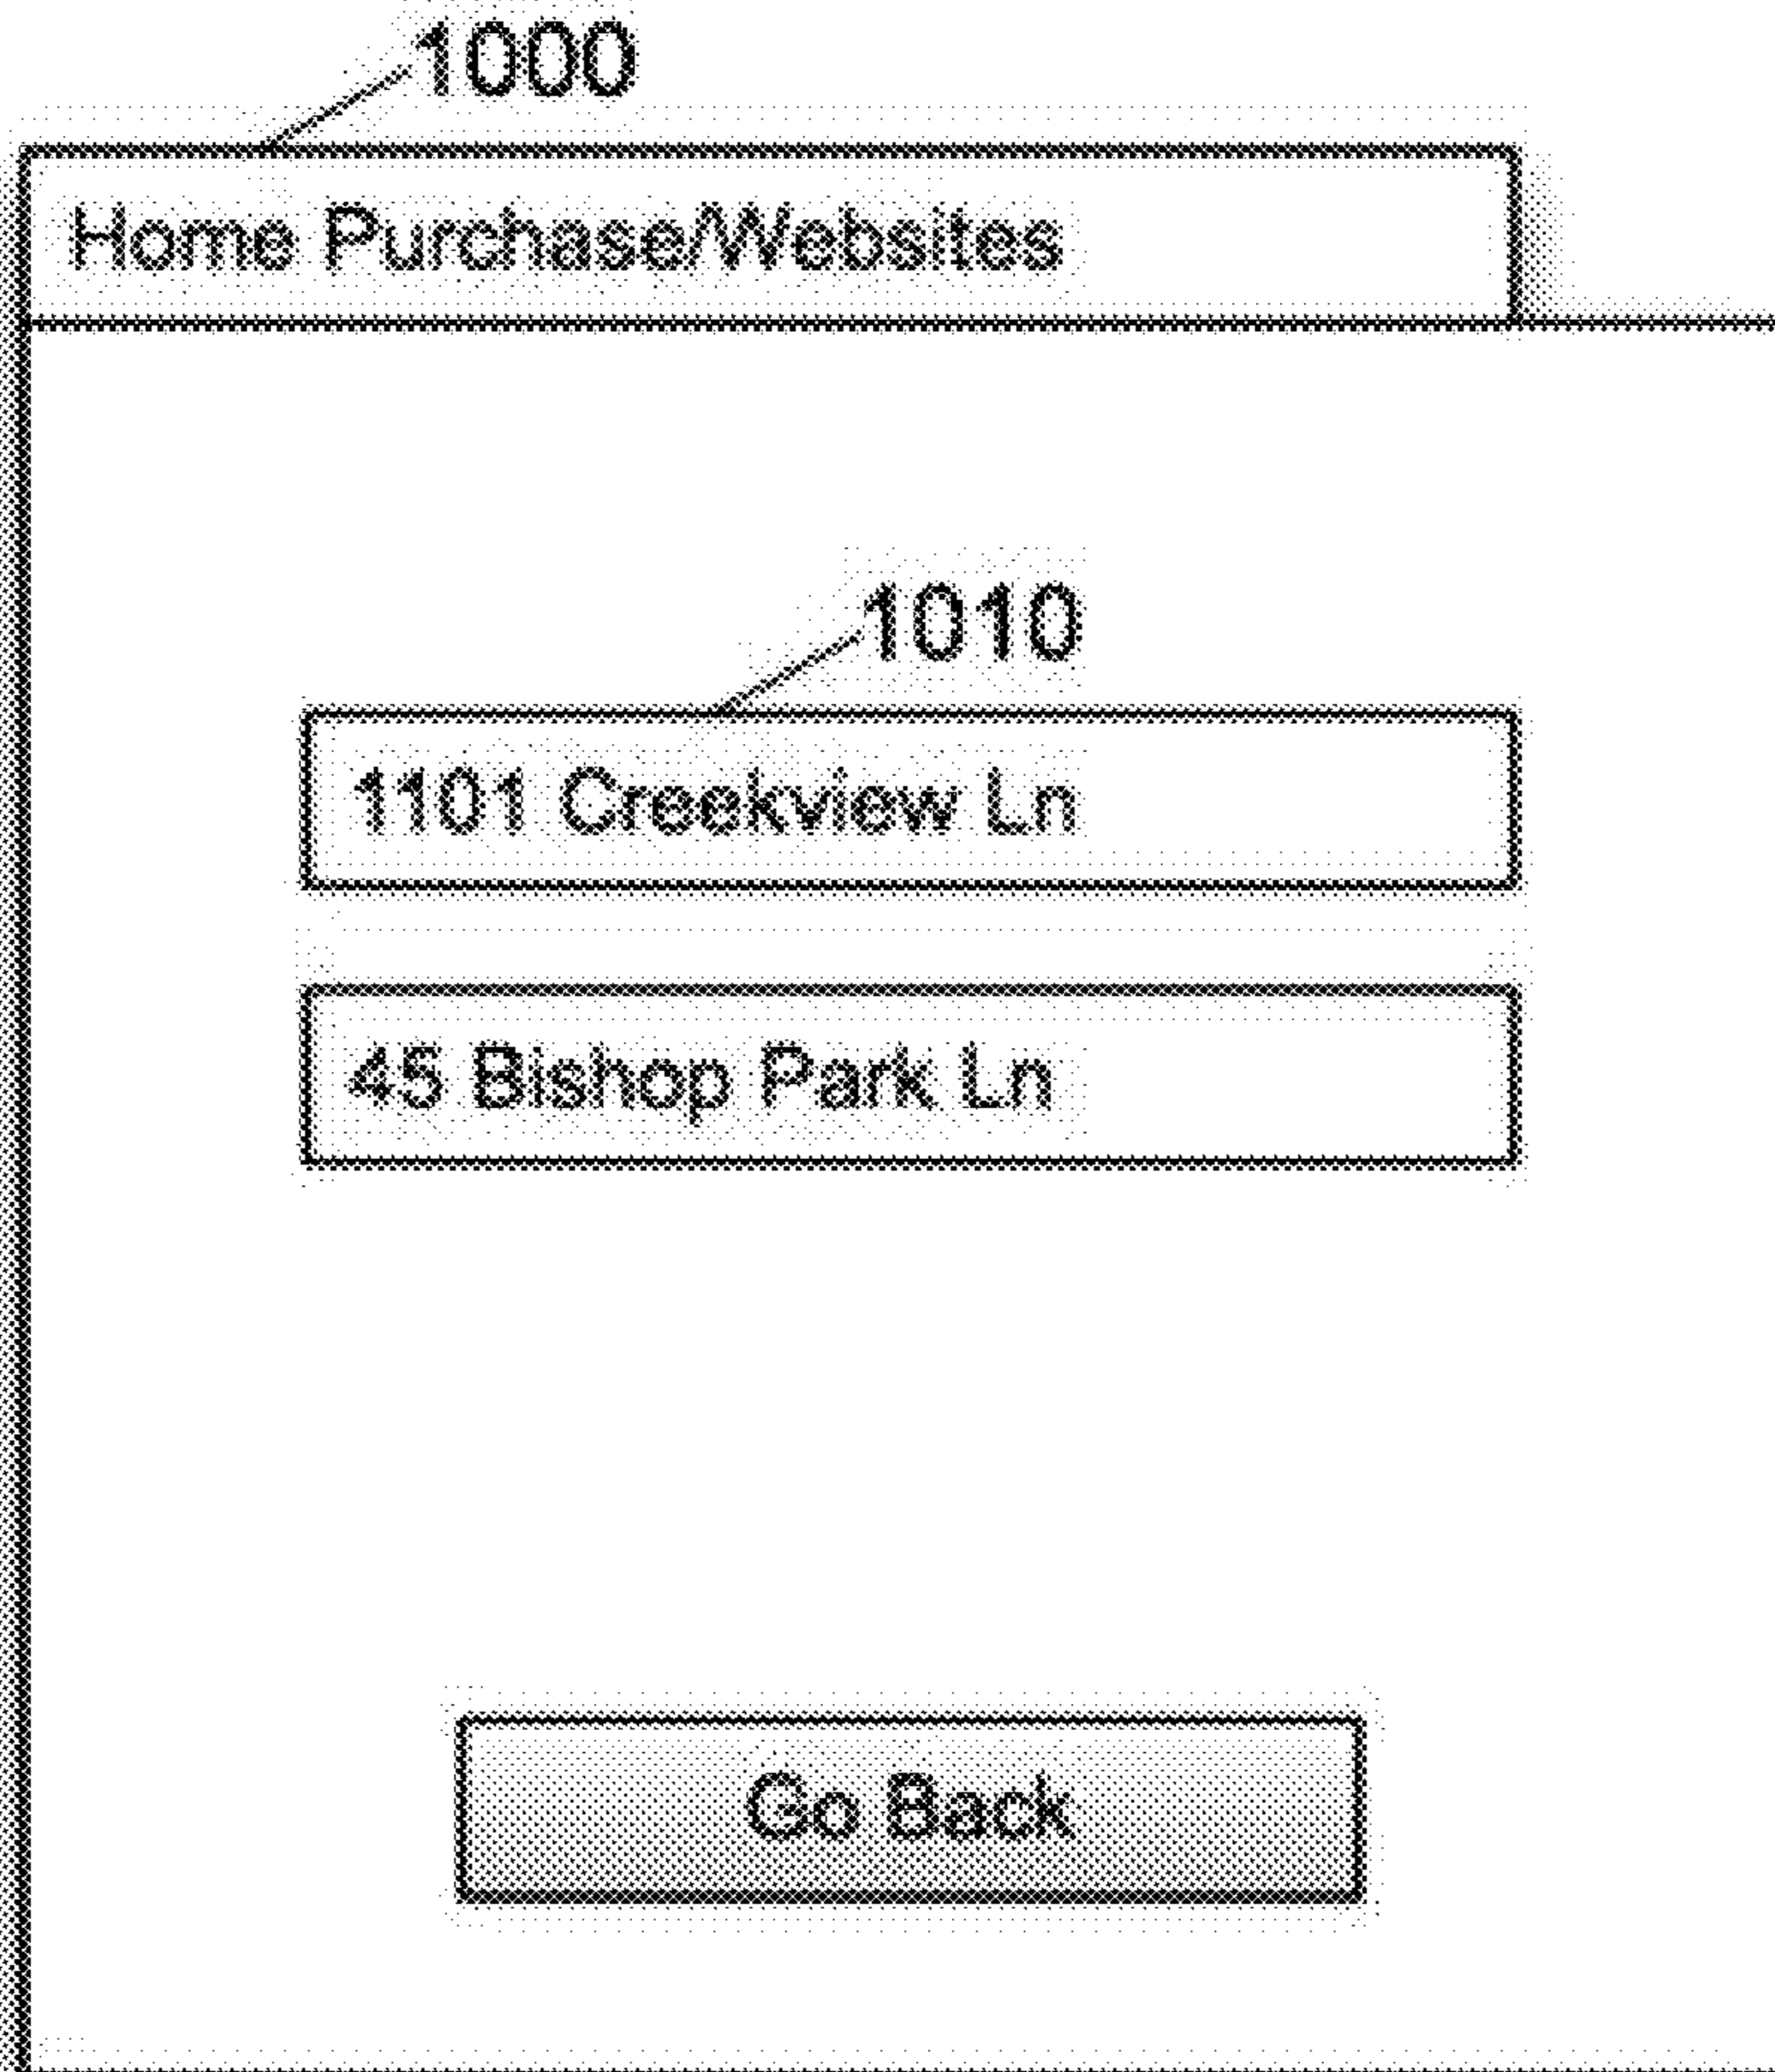 1000
Home Purchase/Websites
1010
1101 Creekview Ln
45 Bishop Park Ln
Go Back